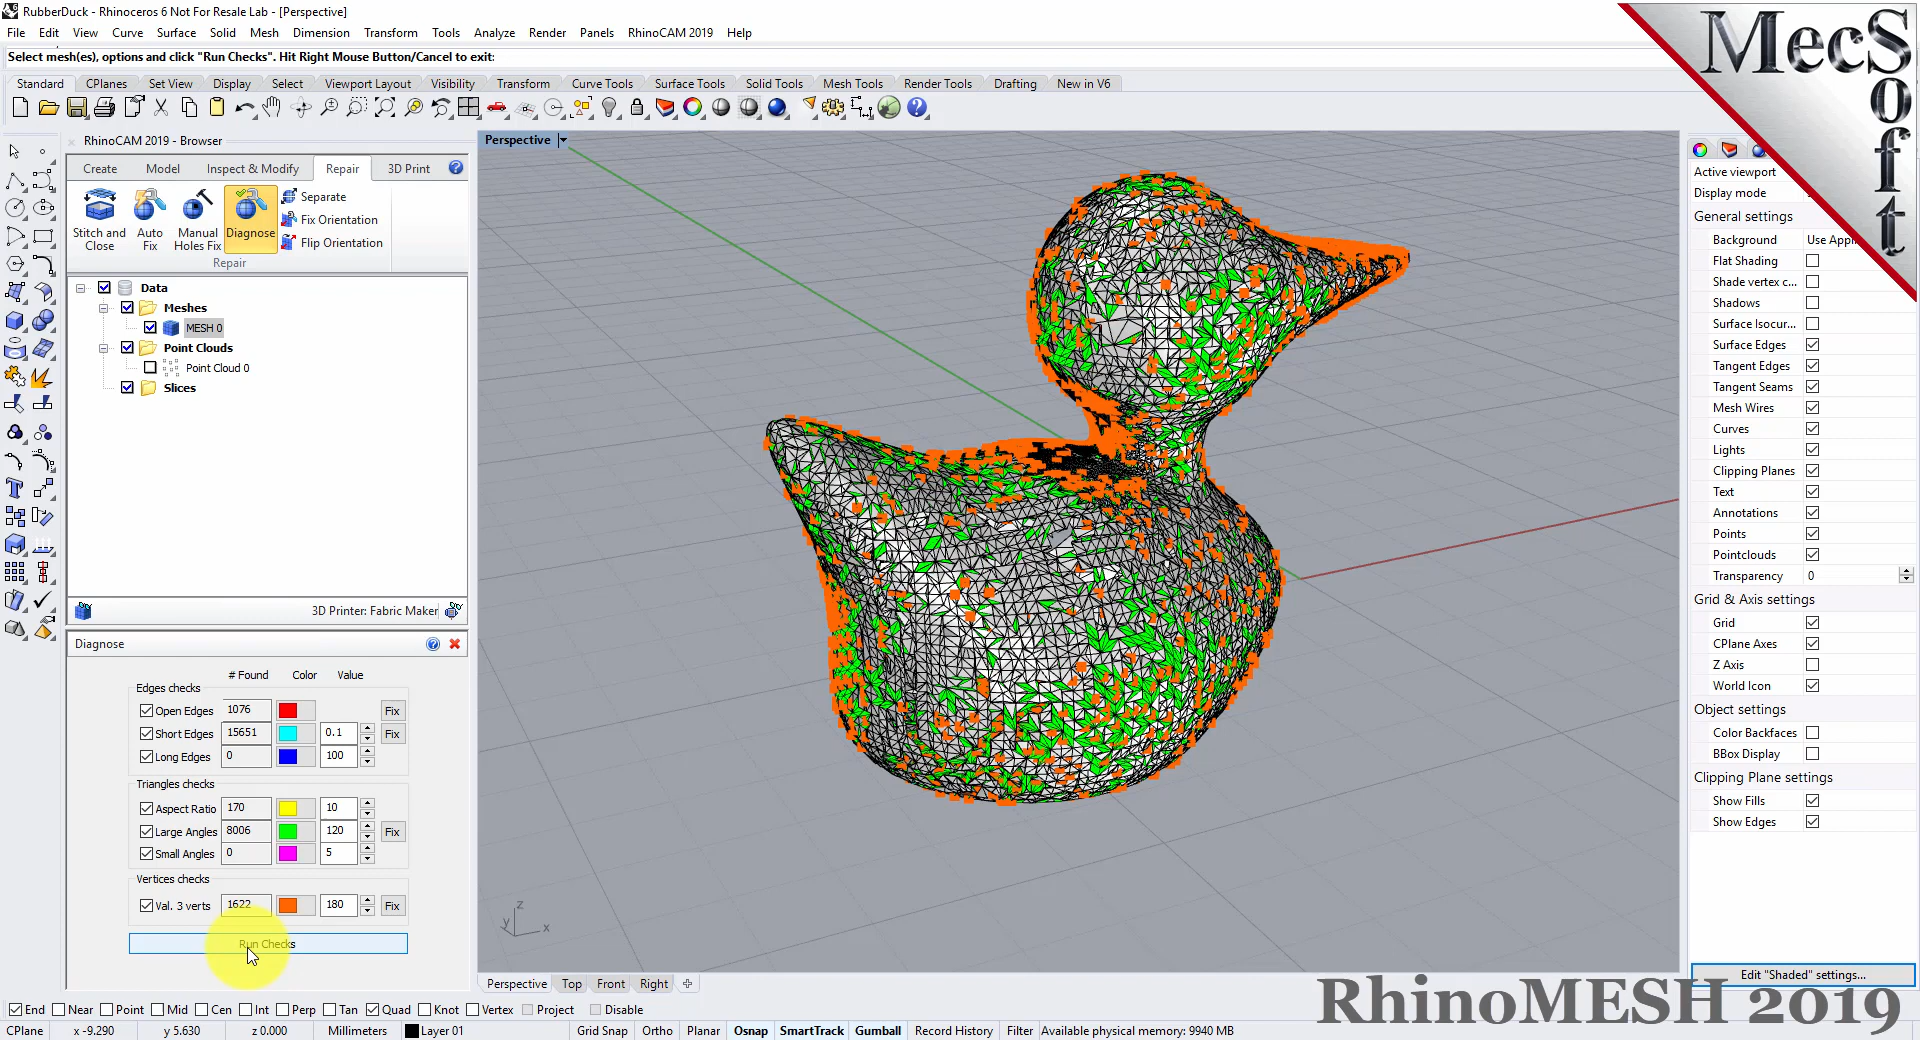 RubberDuck - Rhinoceros 6 Not For Resale Lab - [Perspective]
File Edit View Curve Surface Solid Mesh Dimension Transform Tools Analyze Render Panels RhinoCAM 2019 Help
Select mesh(es), options and click "Run Checks". Hit Right Mouse Button/Cancel to exit:
Standard CPlanes Set View Display Select Viewport Layout Visibility Transform Curve Tools Surface Tools Solid Tools Mesh Tools Render Tools Drafting New in V6
MecSoft
RhinoCAM 2019 - Browser
Create Model Inspect & Modify Repair 3D Print
Stitch and Close
Auto Fix
Manual Holes Fix
Diagnose
Separate
Fix Orientation
Flip Orientation
Repair
Data
Meshes
MESH 0
Point Clouds
Point Cloud 0
Slices
3D Printer: Fabric Maker
Diagnose
# Found Color Value
Edges checks
Open Edges 1076 Fix
Short Edges 15651 0.1 Fix
Long Edges 0 100
Triangles checks
Aspect Ratio 170 10
Large Angles 8006 120 Fix
Small Angles 0 5
Vertices checks
Val. 3 verts 1622 180 Fix
Run Checks
Perspective
z
y
x
Perspective Top Front Right
Active viewport
Display mode
General settings
Background Use Appli
Flat Shading
Shade vertex c...
Shadows
Surface Isocur...
Surface Edges
Tangent Edges
Tangent Seams
Mesh Wires
Curves
Lights
Clipping Planes
Text
Annotations
Points
Pointclouds
Transparency 0
Grid & Axis settings
Grid
CPlane Axes
Z Axis
World Icon
Object settings
Color Backfaces
BBox Display
Clipping Plane settings
Show Fills
Show Edges
Edit "Shaded" settings...
RhinoMESH 2019
End Near Point Mid Cen Int Perp Tan Quad Knot Vertex Project Disable
CPlane x -9.290 y 5.630 z 0.000 Millimeters Layer 01 Grid Snap Ortho Planar Osnap SmartTrack Gumball Record History Filter Available physical memory: 9940 MB